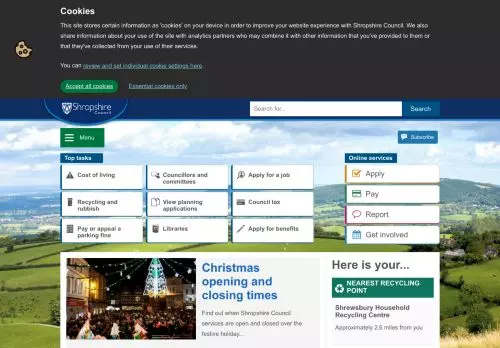 Cookies
This site stores certain information as 'cookies' on your device in order to improve your website experience with Shropshire Council. We also
share information about your use of the site with analytics partners who may combine it with other information that you've provided to them or
that they've collected from your use of their services.
You can review and set individual cookie settings here.
Accept all cookies
Essential cookies only
Shropshire
Council
Search for...
Search
Menu
Subscribe
Top tasks
Cost of living
Councillors and
committees
Apply for a job
Recycling and
rubbish
View planning
applications
Council tax
Pay or appeal a
parking fine
Libraries
Apply for benefits
Online services
Apply
Pay
Report
Get involved
Christmas
opening and
closing times
Find out when Shropshire Council
services are open and closed over the
festive holiday...
Here is your...
NEAREST RECYCLING
POINT
Shrewsbury Household
Recycling Centre
Approximately 2.6 miles from you